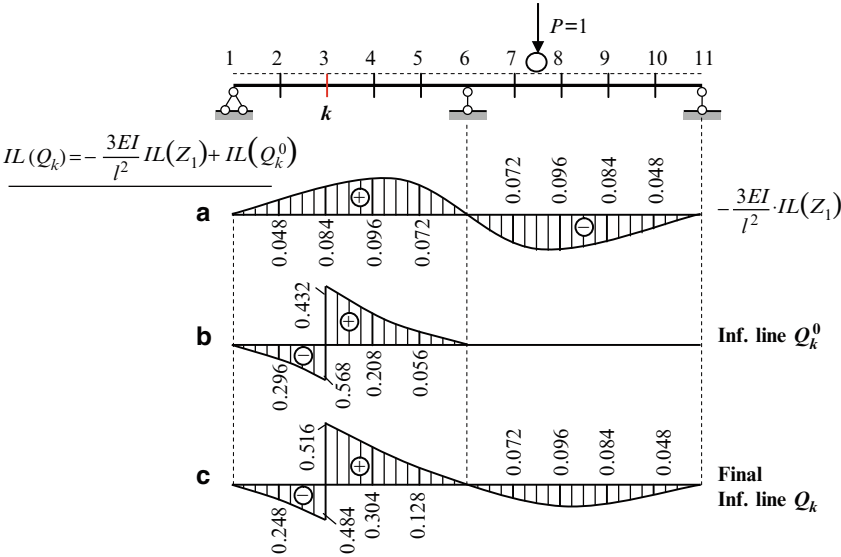 P=1
1 2 3 4 5 6 7 8 9 10 11
k
IL(Q_k) = − 3EI/l² IL(Z_1) + IL(Q_k^0)
a
+
0.048 0.084 0.096 0.072
0.072 0.096 0.084 0.048
−
− 3EI/l² · IL(Z_1)
b
0.432
+
−
0.296 0.568 0.208 0.056
Inf. line Q_k^0
c
0.516
+
−
0.248 0.484 0.304 0.128
0.072 0.096 0.084 0.048
Final
Inf. line Q_k